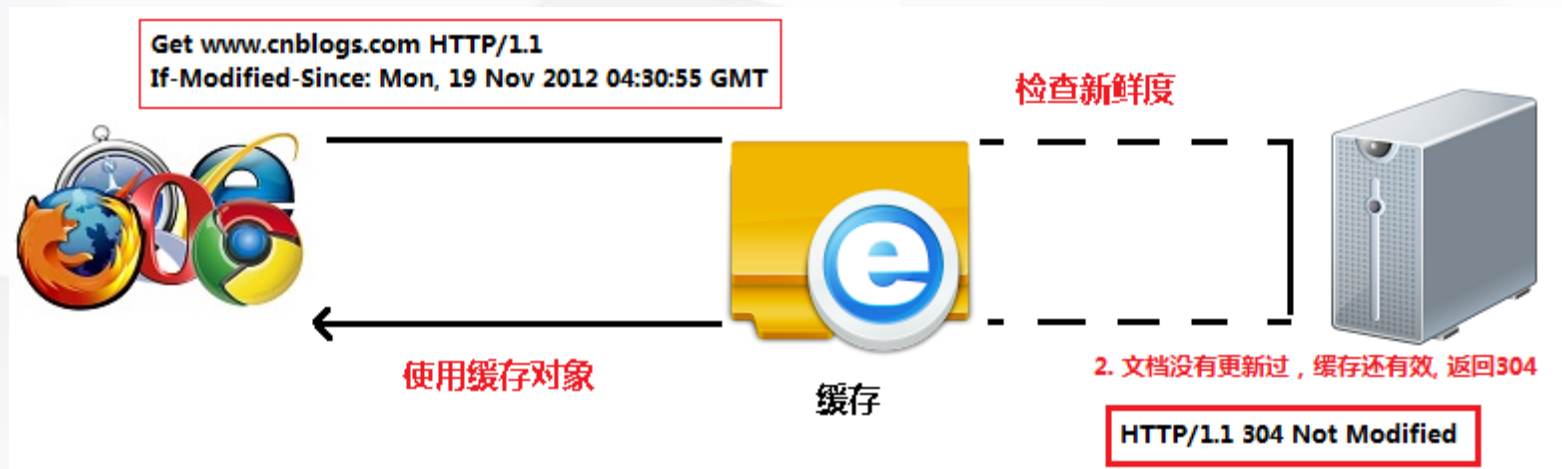 Get www.cnblogs.com HTTP/1.1
If-Modified-Since: Mon, 19 Nov 2012 04:30:55 GMT
检查新鲜度
使用缓存对象
缓存
2. 文档没有更新过，缓存还有效, 返回304
HTTP/1.1 304 Not Modified